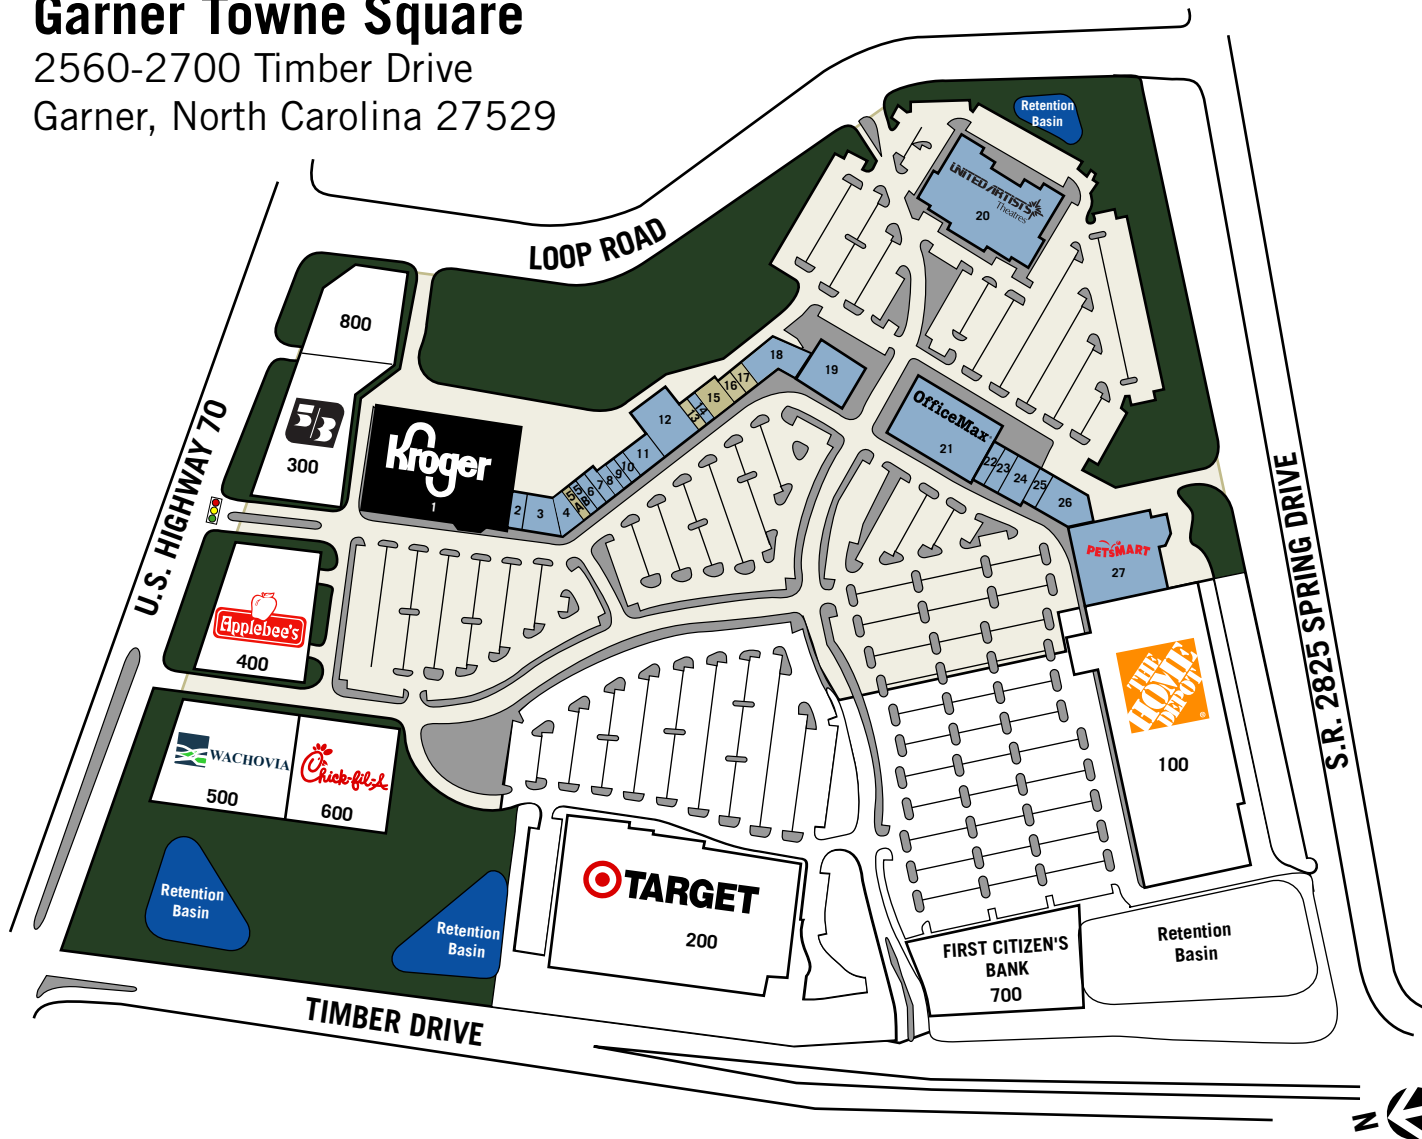 Garner Towne Square
2560-2700 Timber Drive
Garner, North Carolina 27529
Retention
Basin
UNITED ARTISTS
Theatres
20
LOOP ROAD
800
18
19
17
16
15
14
13
12
11
10
9
8
7
6
5B
5A
4
3
2
Kroger
1
53
300
OfficeMax
21
22
23
24
25
26
PETSMART
27
U.S. HIGHWAY 70
S.R. 2825 SPRING DRIVE
Applebee's
400
THE
HOME
DEPOT
100
WACHOVIA
500
Chick-fil-A
600
Retention
Basin
Retention
Basin
TARGET
200
FIRST CITIZEN'S
BANK
700
Retention
Basin
TIMBER DRIVE
N